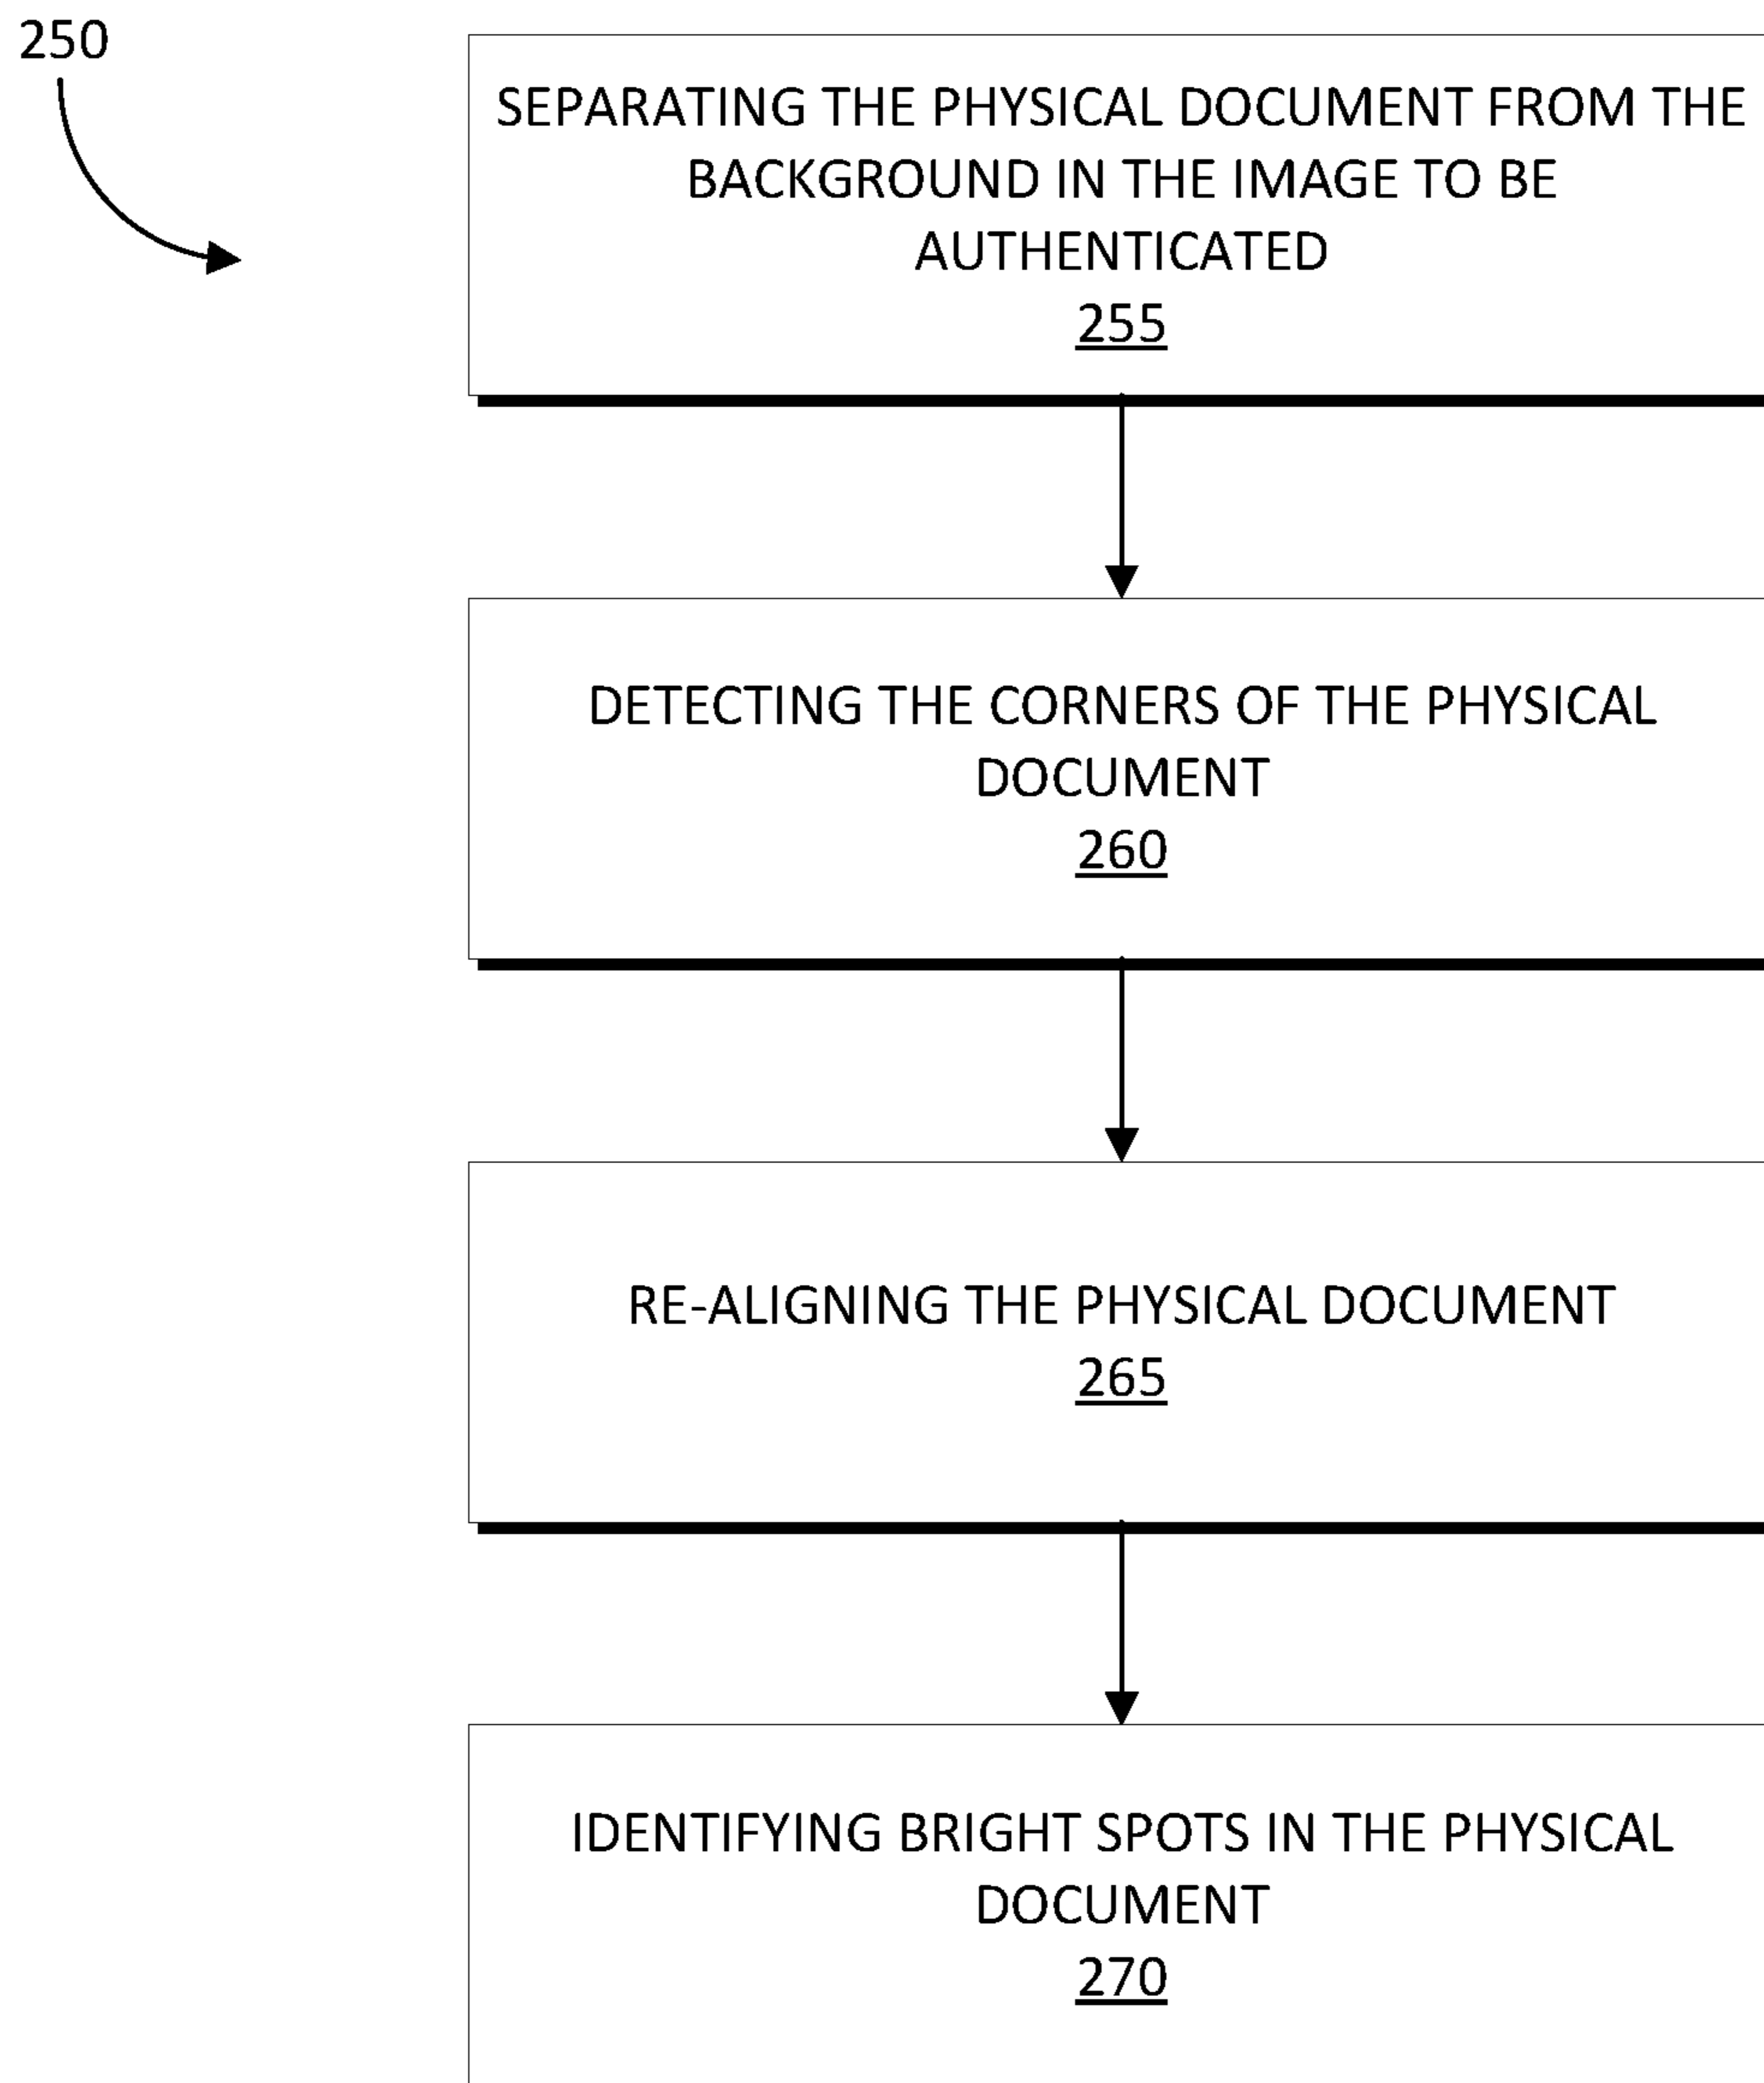 250
SEPARATING THE PHYSICAL DOCUMENT FROM THE
BACKGROUND IN THE IMAGE TO BE
AUTHENTICATED
255
DETECTING THE CORNERS OF THE PHYSICAL
DOCUMENT
260
RE-ALIGNING THE PHYSICAL DOCUMENT
265
IDENTIFYING BRIGHT SPOTS IN THE PHYSICAL
DOCUMENT
270